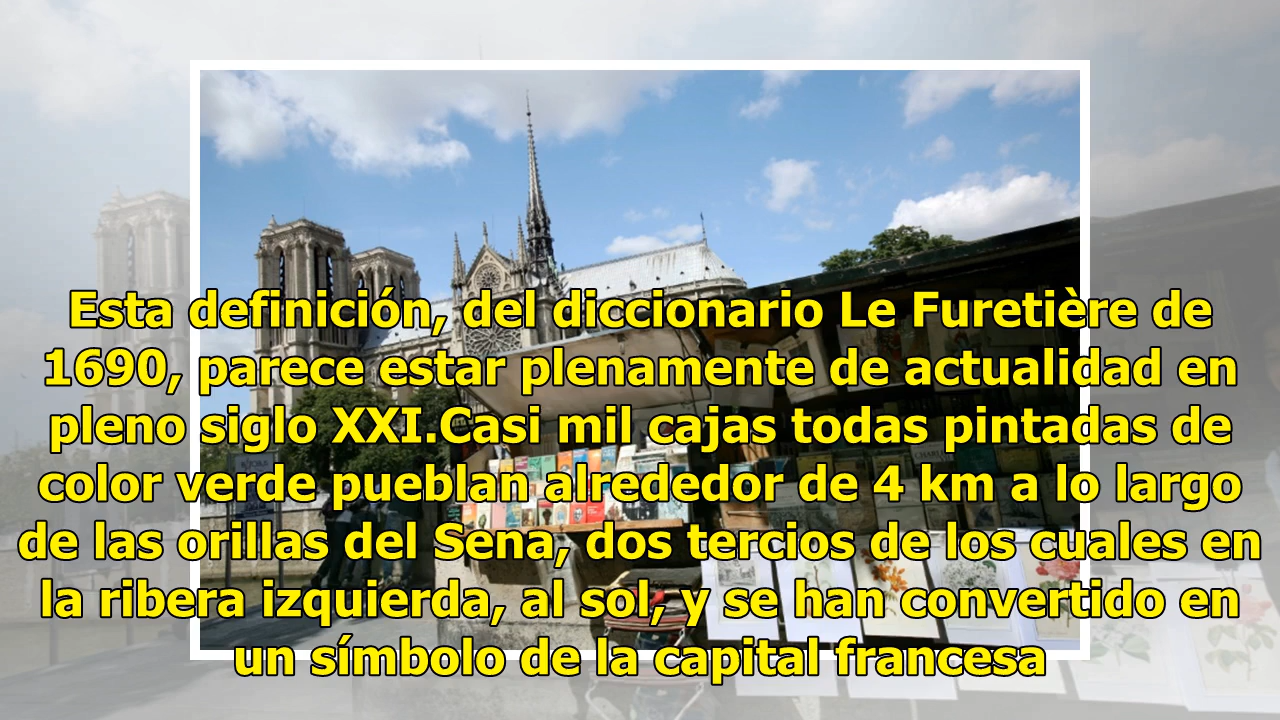 Esta definición, del diccionario Le Furetière de
1690, parece estar plenamente de actualidad en
pleno siglo XXI.Casi mil cajas todas pintadas de
color verde pueblan alrededor de 4 km a lo largo
de las orillas del Sena, dos tercios de los cuales en
la ribera izquierda, al sol, y se han convertido en
un símbolo de la capital francesa